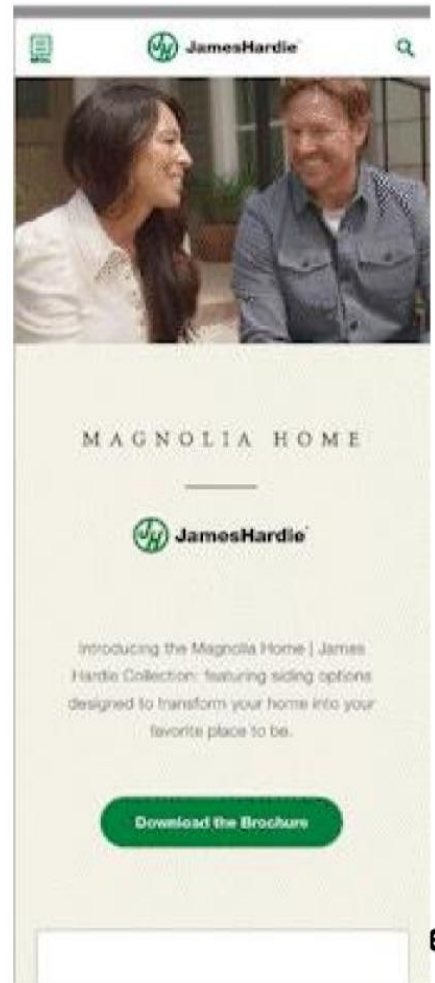 JamesHardie
MAGNOLIA HOME
JamesHardie
Introducing the Magnolia Home | James
Hardie Collection: featuring siding options
designed to transform your home into your
favorite place to be.
Download the Brochure